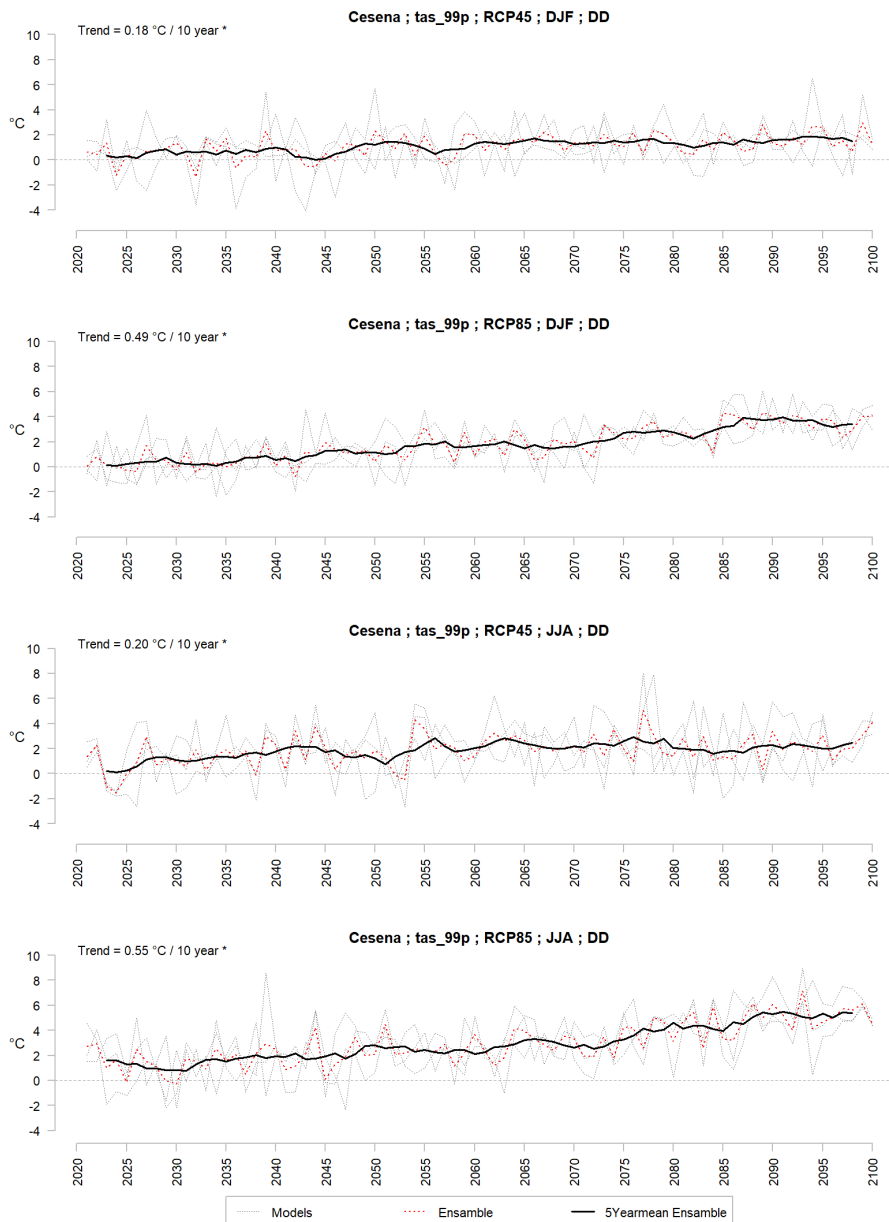 Cesena ; tas_99p ; RCP45 ; DJF ; DD
Trend = 0.18 °C / 10 year *
10
8
6
4
2
0
-2
-4
°C
2020 2025 2030 2035 2040 2045 2050 2055 2060 2065 2070 2075 2080 2085 2090 2095 2100
Cesena ; tas_99p ; RCP85 ; DJF ; DD
Trend = 0.49 °C / 10 year *
10
8
6
4
2
0
-2
-4
°C
2020 2025 2030 2035 2040 2045 2050 2055 2060 2065 2070 2075 2080 2085 2090 2095 2100
Cesena ; tas_99p ; RCP45 ; JJA ; DD
Trend = 0.20 °C / 10 year *
10
8
6
4
2
0
-2
-4
°C
2020 2025 2030 2035 2040 2045 2050 2055 2060 2065 2070 2075 2080 2085 2090 2095 2100
Cesena ; tas_99p ; RCP85 ; JJA ; DD
Trend = 0.55 °C / 10 year *
10
8
6
4
2
0
-2
-4
°C
2020 2025 2030 2035 2040 2045 2050 2055 2060 2065 2070 2075 2080 2085 2090 2095 2100
Models Ensamble 5Yearmean Ensamble